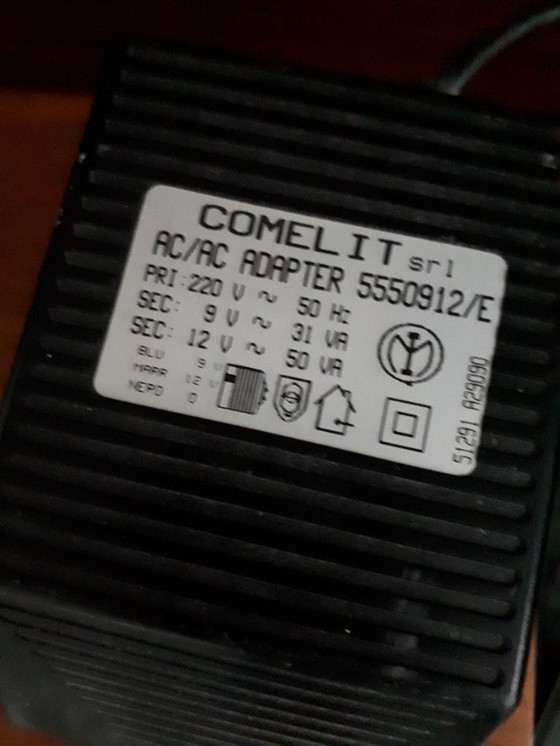 COMELIT srl
AC/AC ADAPTER 5550912/E
PRI: 220 V ~ 50 Hz
SEC: 9 V ~ 31 VA
SEC: 12 V ~ 50 VA
BLU 9 V
MARR 12 V
NERO 0
51291 A29090